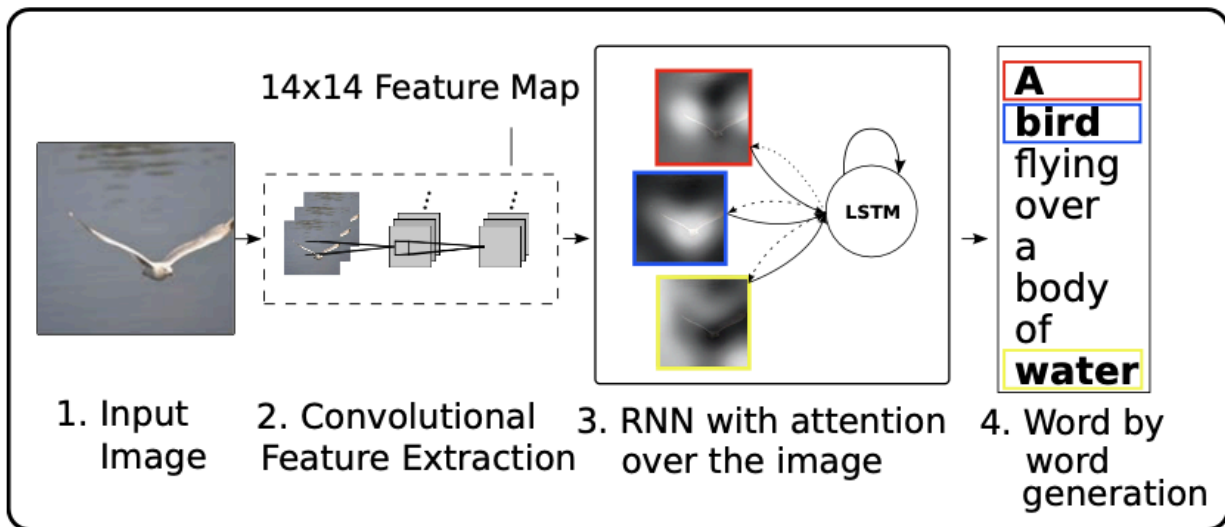 14x14 Feature Map
LSTM
A
bird
flying
over
a
body
of
water
1. Input
Image
2. Convolutional
Feature Extraction
3. RNN with attention
over the image
4. Word by
word
generation